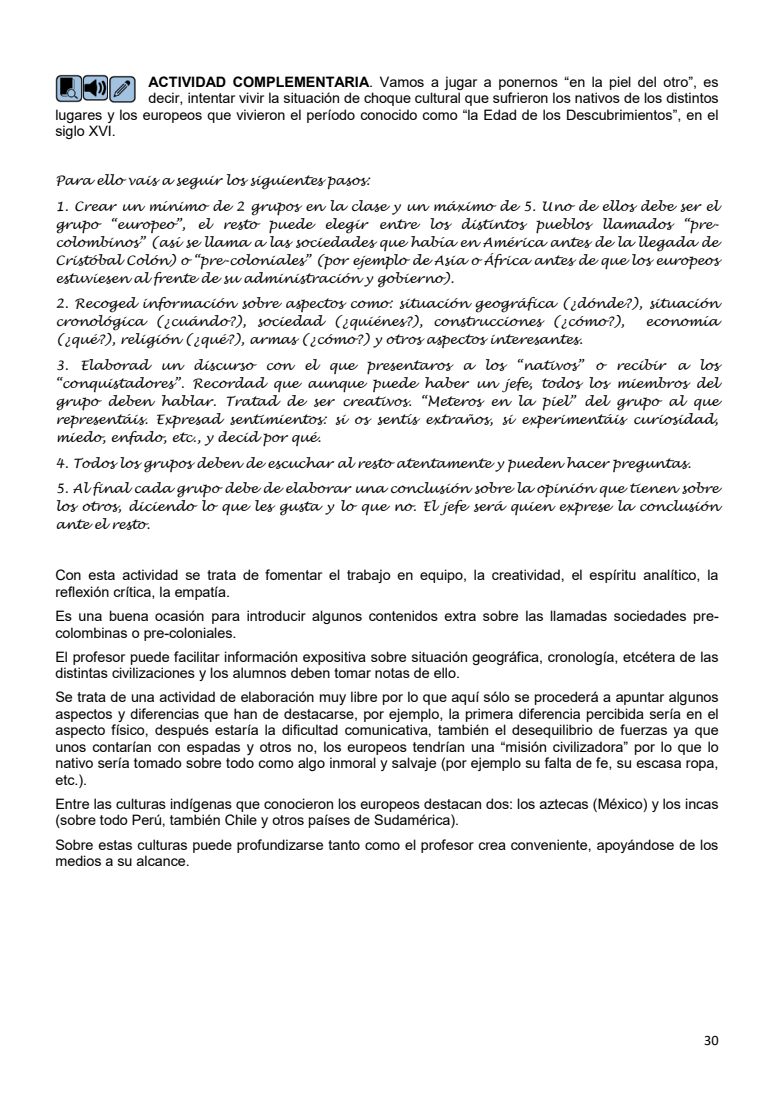 ACTIVIDAD COMPLEMENTARIA. Vamos a jugar a ponernos “en la piel del otro”, es
decir, intentar vivir la situación de choque cultural que sufrieron los nativos de los distintos
lugares y los europeos que vivieron el período conocido como “la Edad de los Descubrimientos”, en el
siglo XVI.
Para ello vais a seguir los siguientes pasos:
1. Crear un mínimo de 2 grupos en la clase y un máximo de 5. Uno de ellos debe ser el
grupo “europeo”, el resto puede elegir entre los distintos pueblos llamados “pre-
colombinos” (así se llama a las sociedades que había en América antes de la llegada de
Cristóbal Colón) o “pre-coloniales” (por ejemplo de Asia o África antes de que los europeos
estuviesen al frente de su administración y gobierno).
2. Recoged información sobre aspectos como: situación geográfica (¿dónde?), situación
cronológica (¿cuándo?), sociedad (¿quiénes?), construcciones (¿cómo?), economía
(¿qué?), religión (¿qué?), armas (¿cómo?) y otros aspectos interesantes.
3. Elaborad un discurso con el que presentaros a los “nativos” o recibir a los
“conquistadores”. Recordad que aunque puede haber un jefe, todos los miembros del
grupo deben hablar. Tratad de ser creativos. “Meteros en la piel” del grupo al que
representáis. Expresad sentimientos: si os sentís extraños, si experimentáis curiosidad,
miedo, enfado, etc., y decid por qué.
4. Todos los grupos deben de escuchar al resto atentamente y pueden hacer preguntas.
5. Al final cada grupo debe de elaborar una conclusión sobre la opinión que tienen sobre
los otros, diciendo lo que les gusta y lo que no. El jefe será quien exprese la conclusión
ante el resto.
Con esta actividad se trata de fomentar el trabajo en equipo, la creatividad, el espíritu analítico, la
reflexión crítica, la empatía.
Es una buena ocasión para introducir algunos contenidos extra sobre las llamadas sociedades pre-
colombinas o pre-coloniales.
El profesor puede facilitar información expositiva sobre situación geográfica, cronología, etcétera de las
distintas civilizaciones y los alumnos deben tomar notas de ello.
Se trata de una actividad de elaboración muy libre por lo que aquí sólo se procederá a apuntar algunos
aspectos y diferencias que han de destacarse, por ejemplo, la primera diferencia percibida sería en el
aspecto físico, después estaría la dificultad comunicativa, también el desequilibrio de fuerzas ya que
unos contarían con espadas y otros no, los europeos tendrían una “misión civilizadora” por lo que lo
nativo sería tomado sobre todo como algo inmoral y salvaje (por ejemplo su falta de fe, su escasa ropa,
etc.).
Entre las culturas indígenas que conocieron los europeos destacan dos: los aztecas (México) y los incas
(sobre todo Perú, también Chile y otros países de Sudamérica).
Sobre estas culturas puede profundizarse tanto como el profesor crea conveniente, apoyándose de los
medios a su alcance.
30